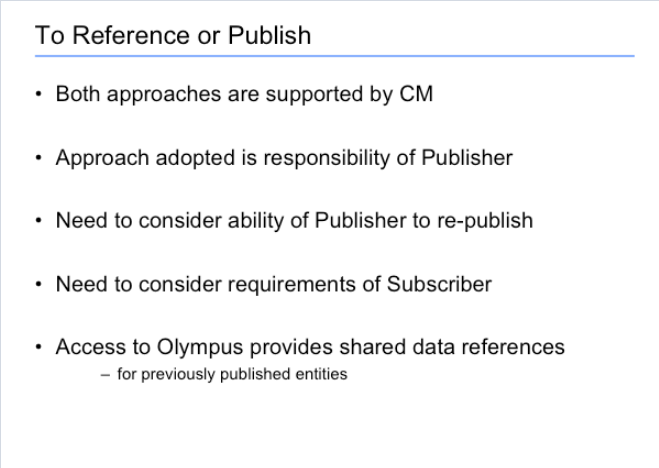 To Reference or Publish
• Both approaches are supported by CM
• Approach adopted is responsibility of Publisher
• Need to consider ability of Publisher to re-publish
• Need to consider requirements of Subscriber
• Access to Olympus provides shared data references
– for previously published entities